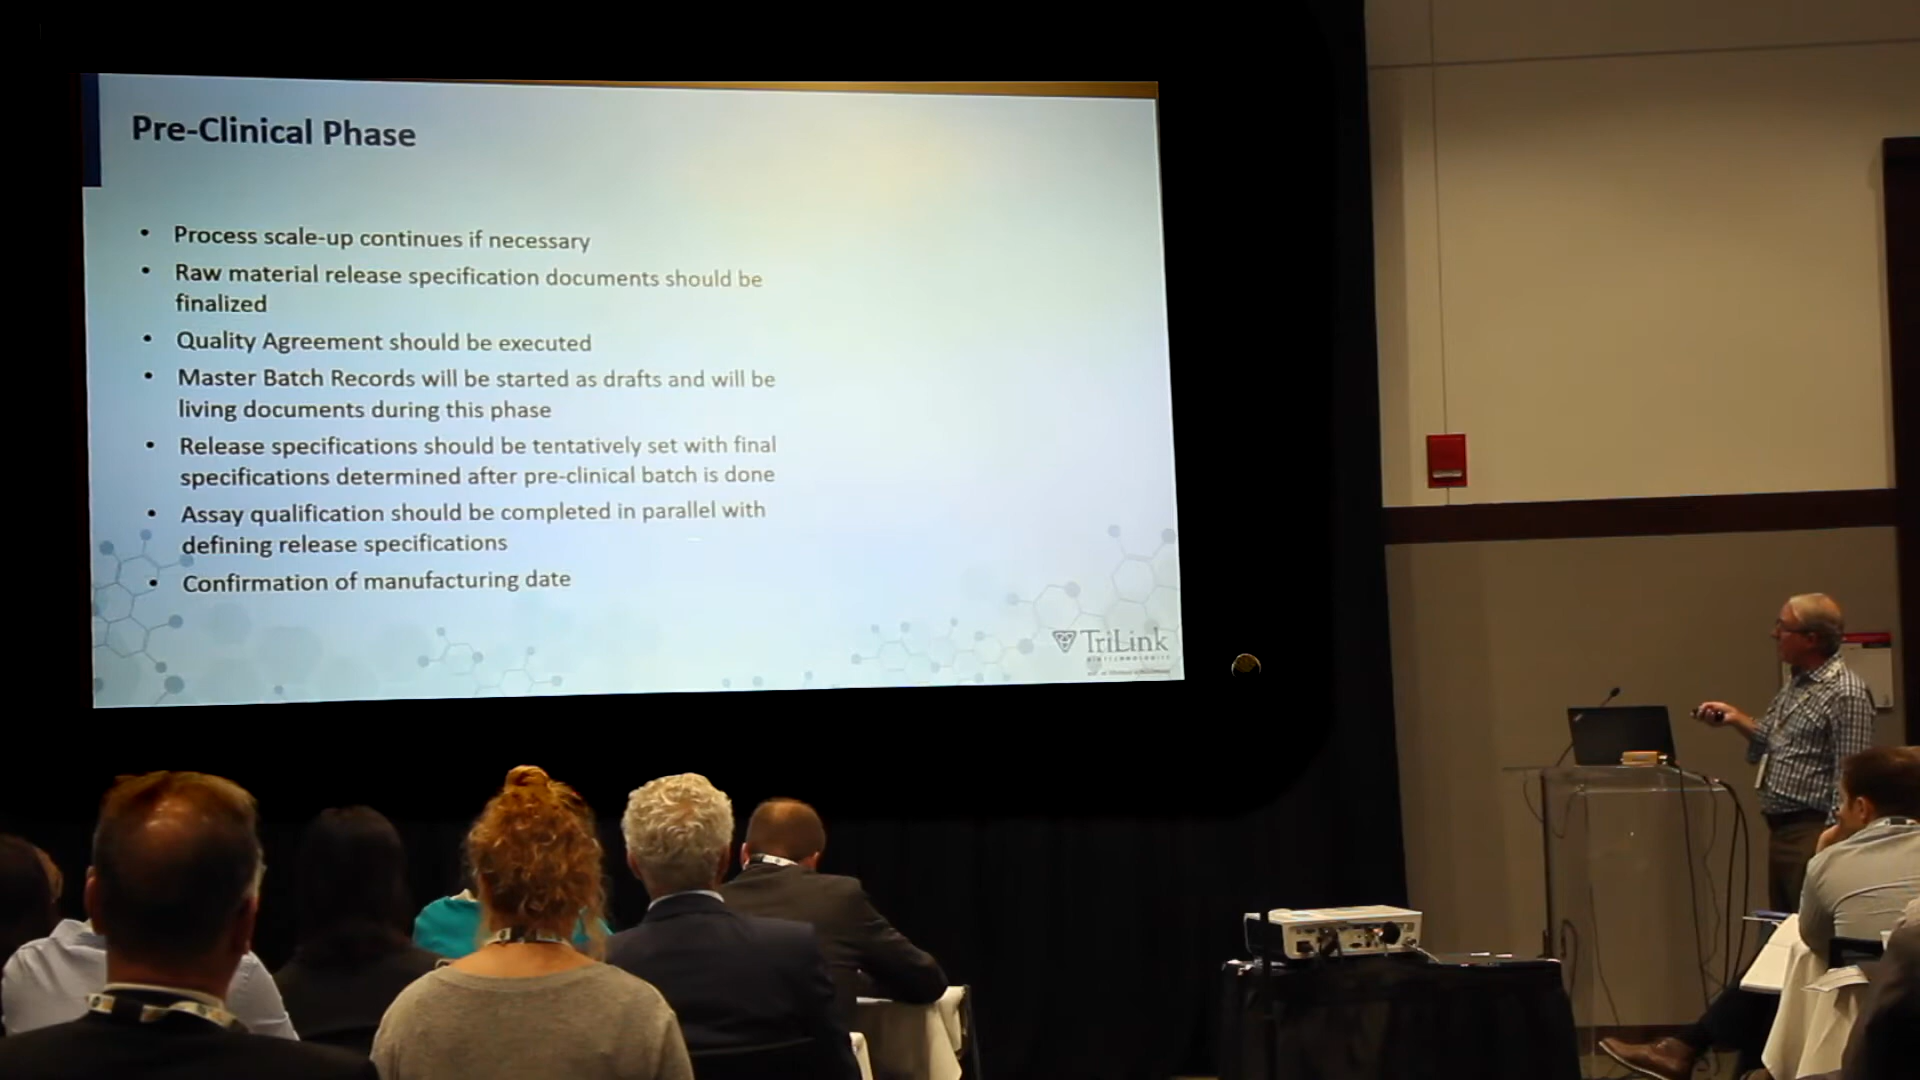 Pre-Clinical Phase
• Process scale-up continues if necessary
• Raw material release specification documents should be
finalized
• Quality Agreement should be executed
• Master Batch Records will be started as drafts and will be
living documents during this phase
• Release specifications should be tentatively set with final
specifications determined after pre-clinical batch is done
• Assay qualification should be completed in parallel with
defining release specifications
• Confirmation of manufacturing date
TriLink
BIOTECHNOLOGIES